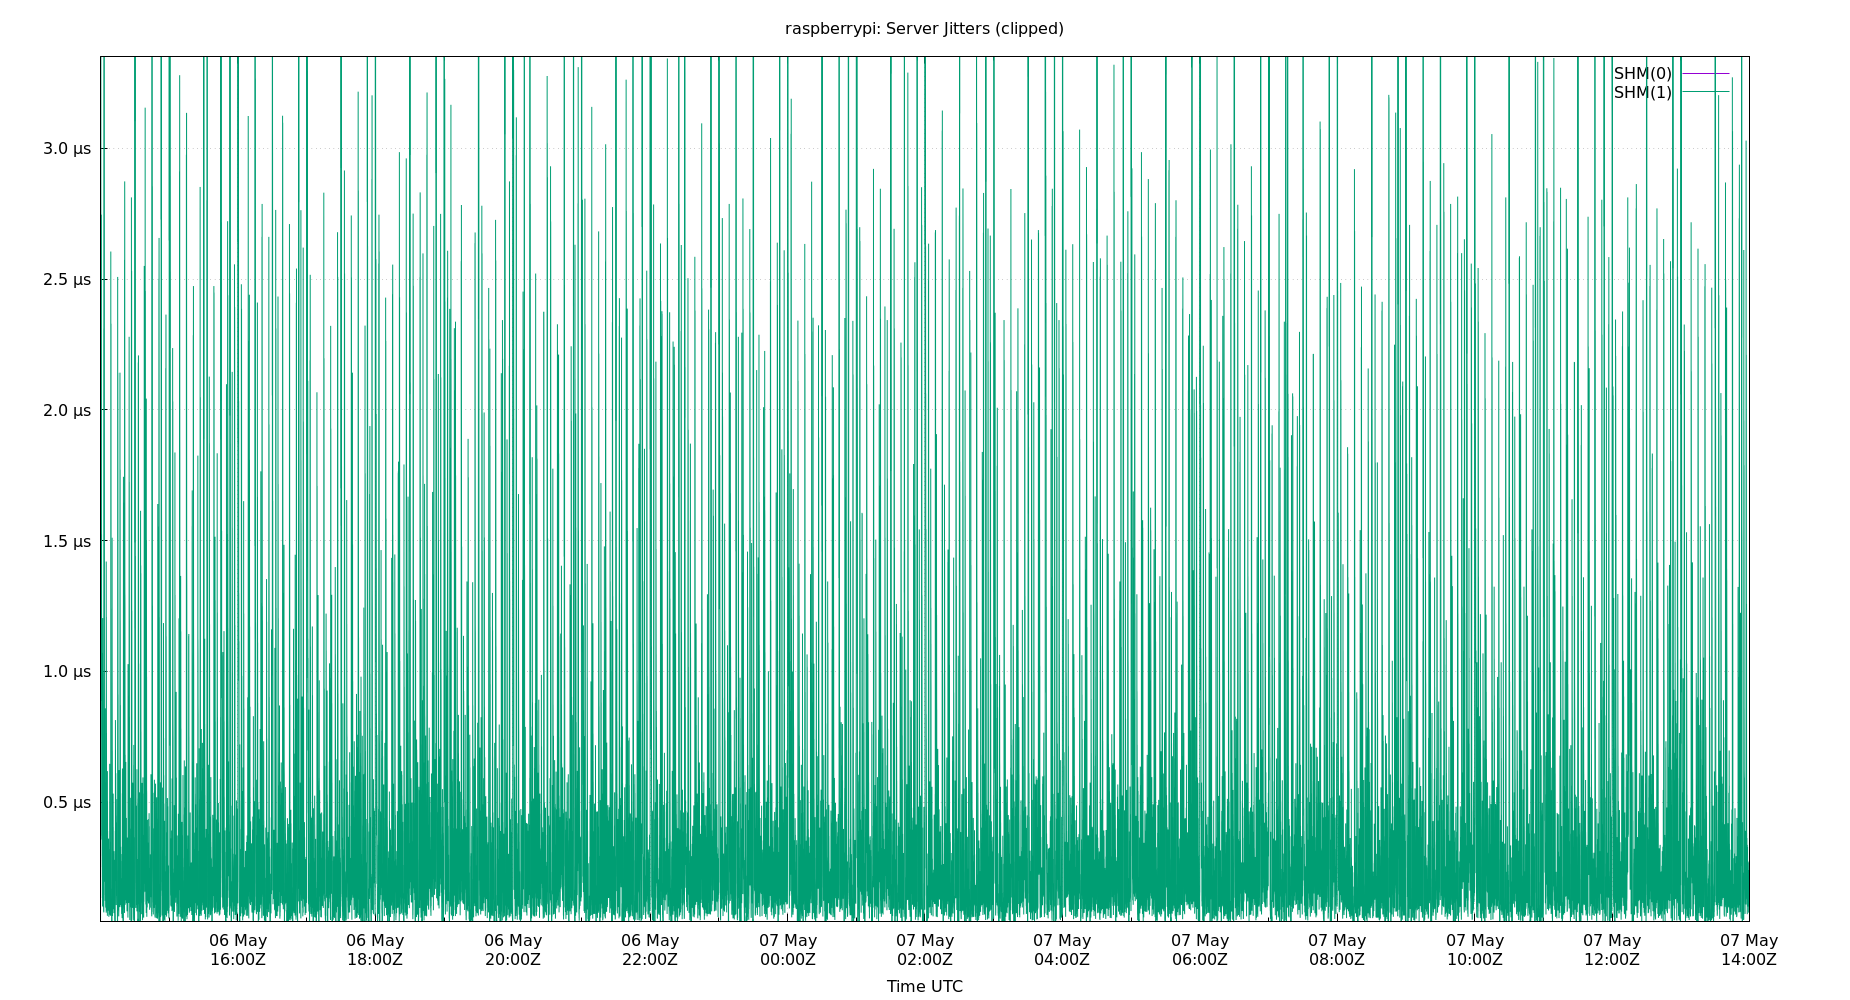 raspberrypi: Server Jitters (clipped)
SHM(0)
SHM(1)
3.0 µs
2.5 µs
2.0 µs
1.5 µs
1.0 µs
0.5 µs
06 May 06 May 06 May 06 May 07 May 07 May 07 May 07 May 07 May 07 May 07 May 07 May
16:00Z 18:00Z 20:00Z 22:00Z 00:00Z 02:00Z 04:00Z 06:00Z 08:00Z 10:00Z 12:00Z 14:00Z
Time UTC